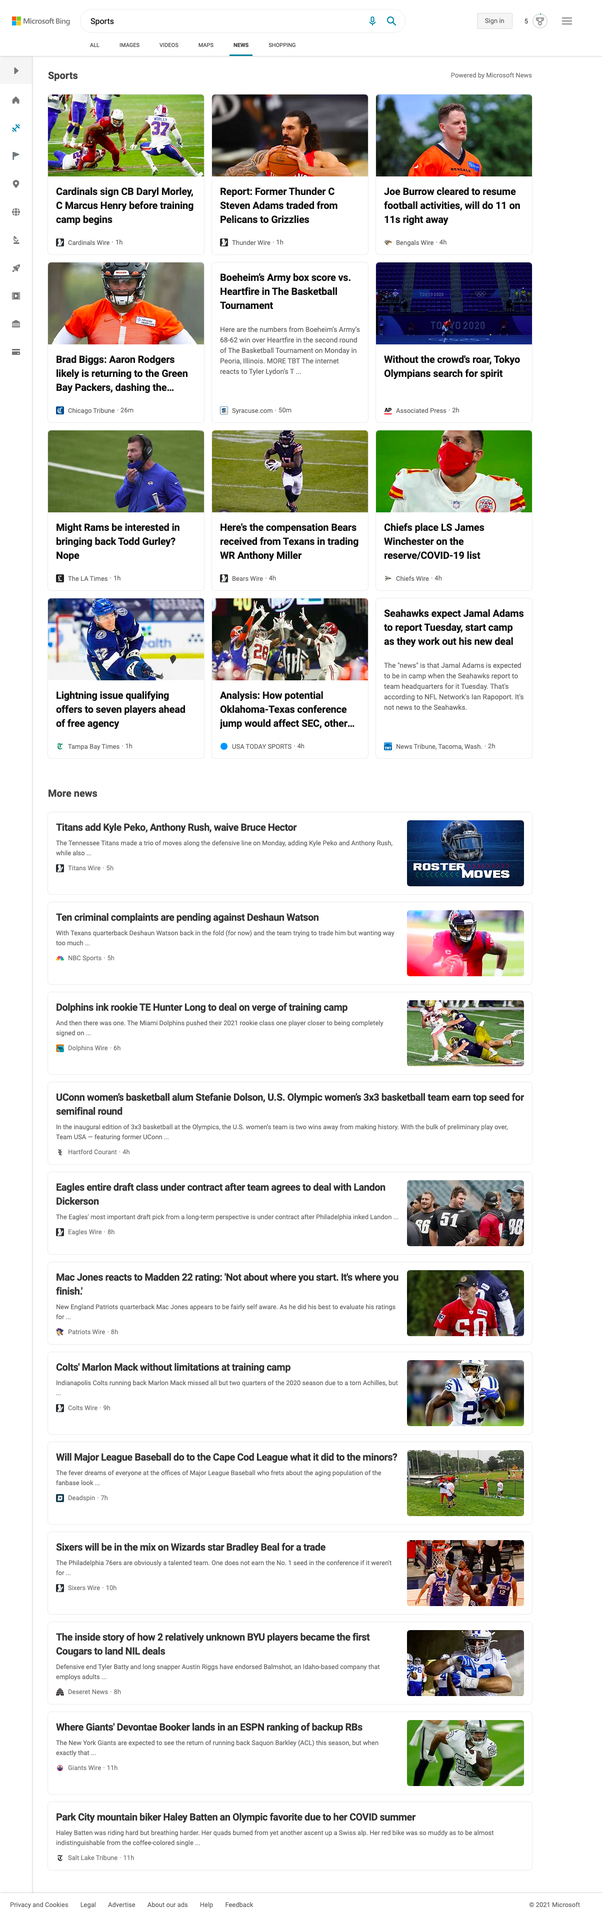 Microsoft Bing
Sports
Sign in
5
ALL
IMAGES
VIDEOS
MAPS
NEWS
SHOPPING
Sports
Powered by Microsoft News
Cardinals sign CB Daryl Morley,
C Marcus Henry before training
camp begins
Cardinals Wire · 1h
Report: Former Thunder C
Steven Adams traded from
Pelicans to Grizzlies
Thunder Wire · 1h
Joe Burrow cleared to resume
football activities, will do 11 on
11s right away
Bengals Wire · 4h
Brad Biggs: Aaron Rodgers
likely is returning to the Green
Bay Packers, dashing the...
Chicago Tribune · 26m
Boeheim's Army box score vs.
Heartfire in The Basketball
Tournament
Here are the numbers from Boeheim's Army's
68-62 win over Heartfire in the second round
of The Basketball Tournament on Monday in
Peoria, Illinois. MORE TBT The internet
reacts to Tyler Lydon's T ...
Syracuse.com · 50m
TOKYO 2020
Without the crowd's roar, Tokyo
Olympians search for spirit
AP
Associated Press · 2h
Might Rams be interested in
bringing back Todd Gurley?
Nope
The LA Times · 1h
Here's the compensation Bears
received from Texans in trading
WR Anthony Miller
Bears Wire · 4h
Chiefs place LS James
Winchester on the
reserve/COVID-19 list
Chiefs Wire · 4h
Lightning issue qualifying
offers to seven players ahead
of free agency
Tampa Bay Times · 1h
Analysis: How potential
Oklahoma-Texas conference
jump would affect SEC, other...
USA TODAY SPORTS · 4h
Seahawks expect Jamal Adams
to report Tuesday, start camp
as they work out his new deal
The "news" is that Jamal Adams is expected
to be in camp when the Seahawks report to
team headquarters for it Tuesday. That's
according to NFL Network's Ian Rapoport. It's
not news to the Seahawks.
News Tribune, Tacoma, Wash. · 2h
More news
Titans add Kyle Peko, Anthony Rush, waive Bruce Hector
The Tennessee Titans made a trio of moves along the defensive line on Monday, adding Kyle Peko and Anthony Rush,
while also ...
Titans Wire · 5h
ROSTER
MOVES
Ten criminal complaints are pending against Deshaun Watson
With Texans quarterback Deshaun Watson back in the fold (for now) and the team trying to trade him but wanting way
too much ...
NBC Sports · 5h
Dolphins ink rookie TE Hunter Long to deal on verge of training camp
And then there was one. The Miami Dolphins pushed their 2021 rookie class one player closer to being completely
signed on ...
Dolphins Wire · 6h
UConn women's basketball alum Stefanie Dolson, U.S. Olympic women's 3x3 basketball team earn top seed for
semifinal round
In the inaugural edition of 3x3 basketball at the Olympics, the U.S. women's team is two wins away from making history. With the bulk of preliminary play over,
Team USA — featuring former UConn ...
Hartford Courant · 4h
Eagles entire draft class under contract after team agrees to deal with Landon
Dickerson
The Eagles' most important draft pick from a long-term perspective is under contract after Philadelphia inked Landon ...
Eagles Wire · 8h
Mac Jones reacts to Madden 22 rating: 'Not about where you start. It's where you
finish.'
New England Patriots quarterback Mac Jones appears to be fairly self aware. As he did his best to evaluate his ratings
for ...
Patriots Wire · 8h
Colts' Marlon Mack without limitations at training camp
Indianapolis Colts running back Marlon Mack missed all but two quarters of the 2020 season due to a torn Achilles, but
...
Colts Wire · 9h
Will Major League Baseball do to the Cape Cod League what it did to the minors?
The fever dreams of everyone at the offices of Major League Baseball who frets about the aging population of the
fanbase look ...
Deadspin · 7h
Sixers will be in the mix on Wizards star Bradley Beal for a trade
The Philadelphia 76ers are obviously a talented team. One does not earn the No. 1 seed in the conference if it weren't
for ...
Sixers Wire · 10h
The inside story of how 2 relatively unknown BYU players became the first
Cougars to land NIL deals
Defensive end Tyler Batty and long snapper Austin Riggs have endorsed Balmshot, an Idaho-based company that
employs adults ...
Deseret News · 8h
Where Giants' Devontae Booker lands in an ESPN ranking of backup RBs
The New York Giants are expected to see the return of running back Saquon Barkley (ACL) this season, but when
exactly that ...
Giants Wire · 11h
Park City mountain biker Haley Batten an Olympic favorite due to her COVID summer
Haley Batten was riding hard but breathing harder. Her quads burned from yet another ascent up a Swiss alp. Her red bike was so muddy as to be almost
indistinguishable from the coffee-colored single ...
Salt Lake Tribune · 11h
Privacy and Cookies
Legal
Advertise
About our ads
Help
Feedback
© 2021 Microsoft